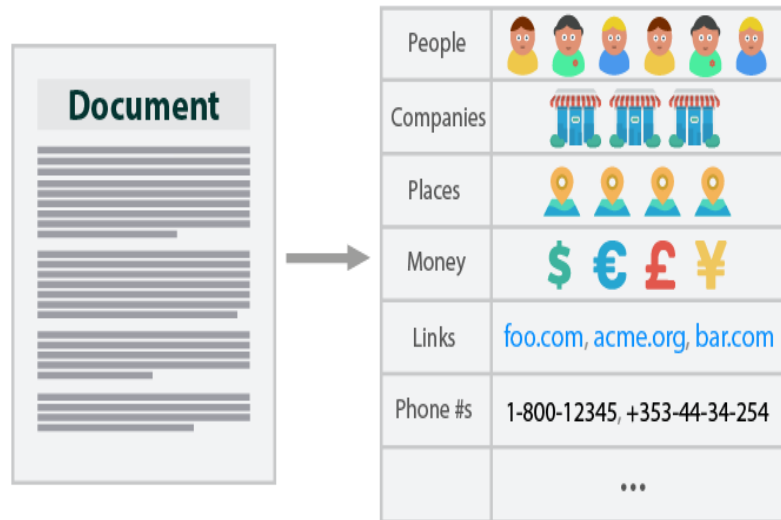 Document
People
Companies
Places
Money
$ € £ ¥
Links
foo.com, acme.org, bar.com
Phone #s
1-800-12345, +353-44-34-254
...